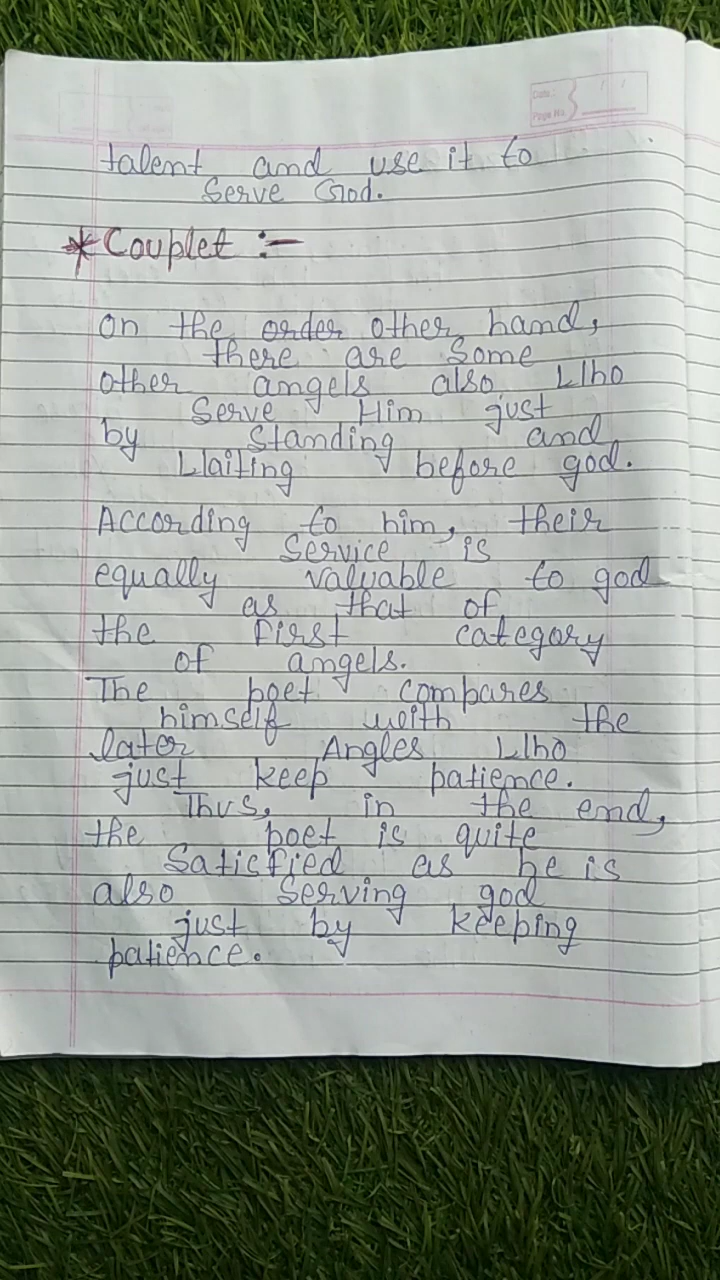 Date:
Page No.
talent and use it to
serve God.
*Couplet :-
On the order other hand,
there are some
other angels also Who
Serve Him just
by Standing and
Waiting before god.
According to him, their
Service is
equally valuable to god
as that of
the first category
of angels.
The poet compares
himself with the
later Angles Who
just keep patience.
Thus, in the end,
the poet is quite
Saticfied as he is
also Serving god
just by keeping
patience.